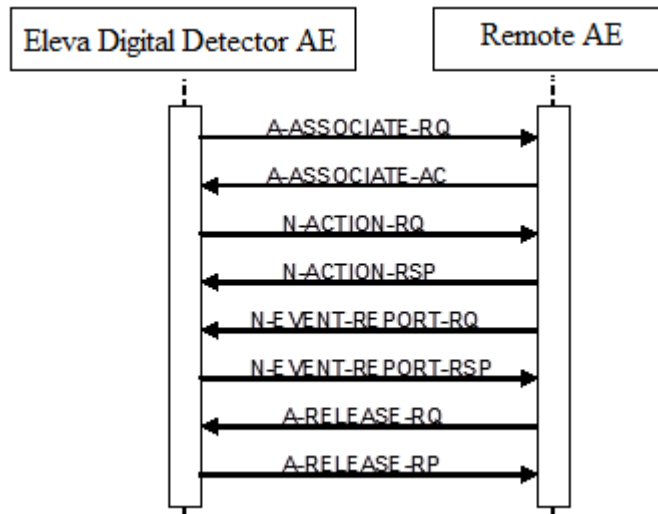 Eleva Digital Detector AE
Remote AE
A-ASSOCIATE-RQ
A-ASSOCIATE-AC
N-ACTION-RQ
N-ACTION-RSP
N-EVENT-REPORT-RQ
N-EVENT-REPORT-RSP
A-RELEASE-RQ
A-RELEASE-RP